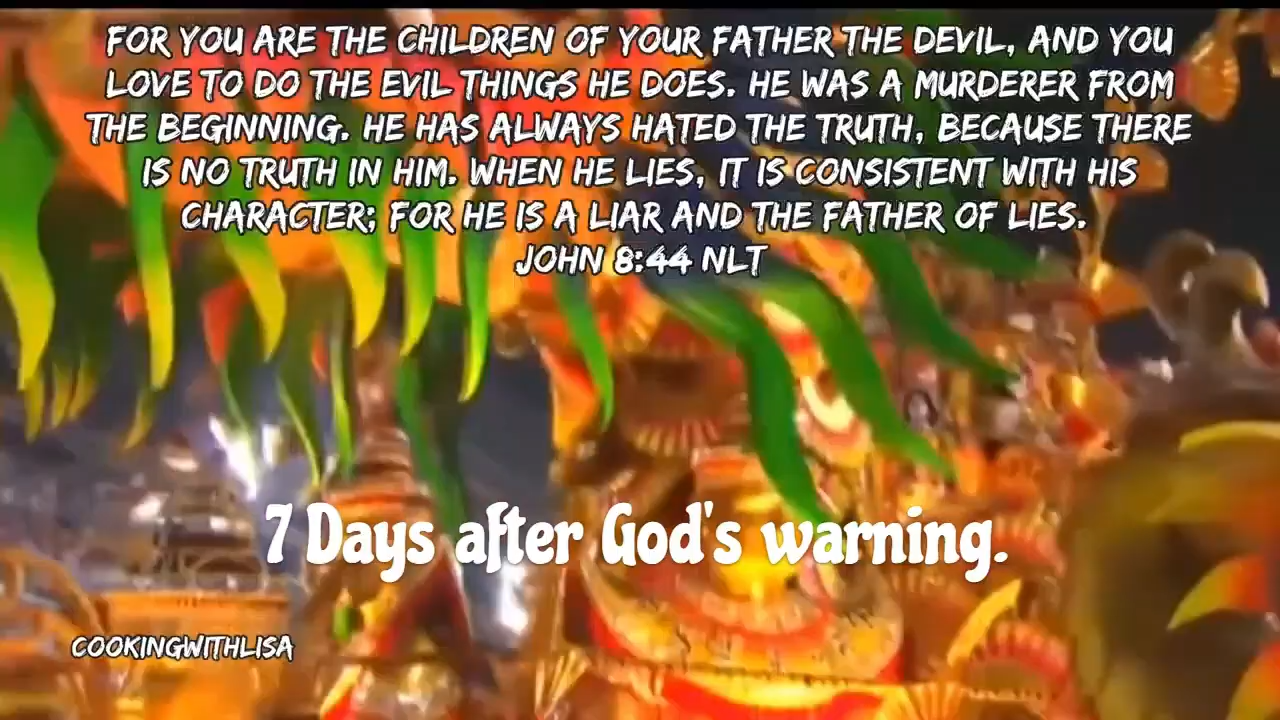 FOR YOU ARE THE CHILDREN OF YOUR FATHER THE DEVIL, AND YOU
LOVE TO DO THE EVIL THINGS HE DOES. HE WAS A MURDERER FROM
THE BEGINNING. HE HAS ALWAYS HATED THE TRUTH, BECAUSE THERE
IS NO TRUTH IN HIM. WHEN HE LIES, IT IS CONSISTENT WITH HIS
CHARACTER; FOR HE IS A LIAR AND THE FATHER OF LIES.
JOHN 8:44 NLT
7 Days after God's warning.
COOKINGWITHLISA